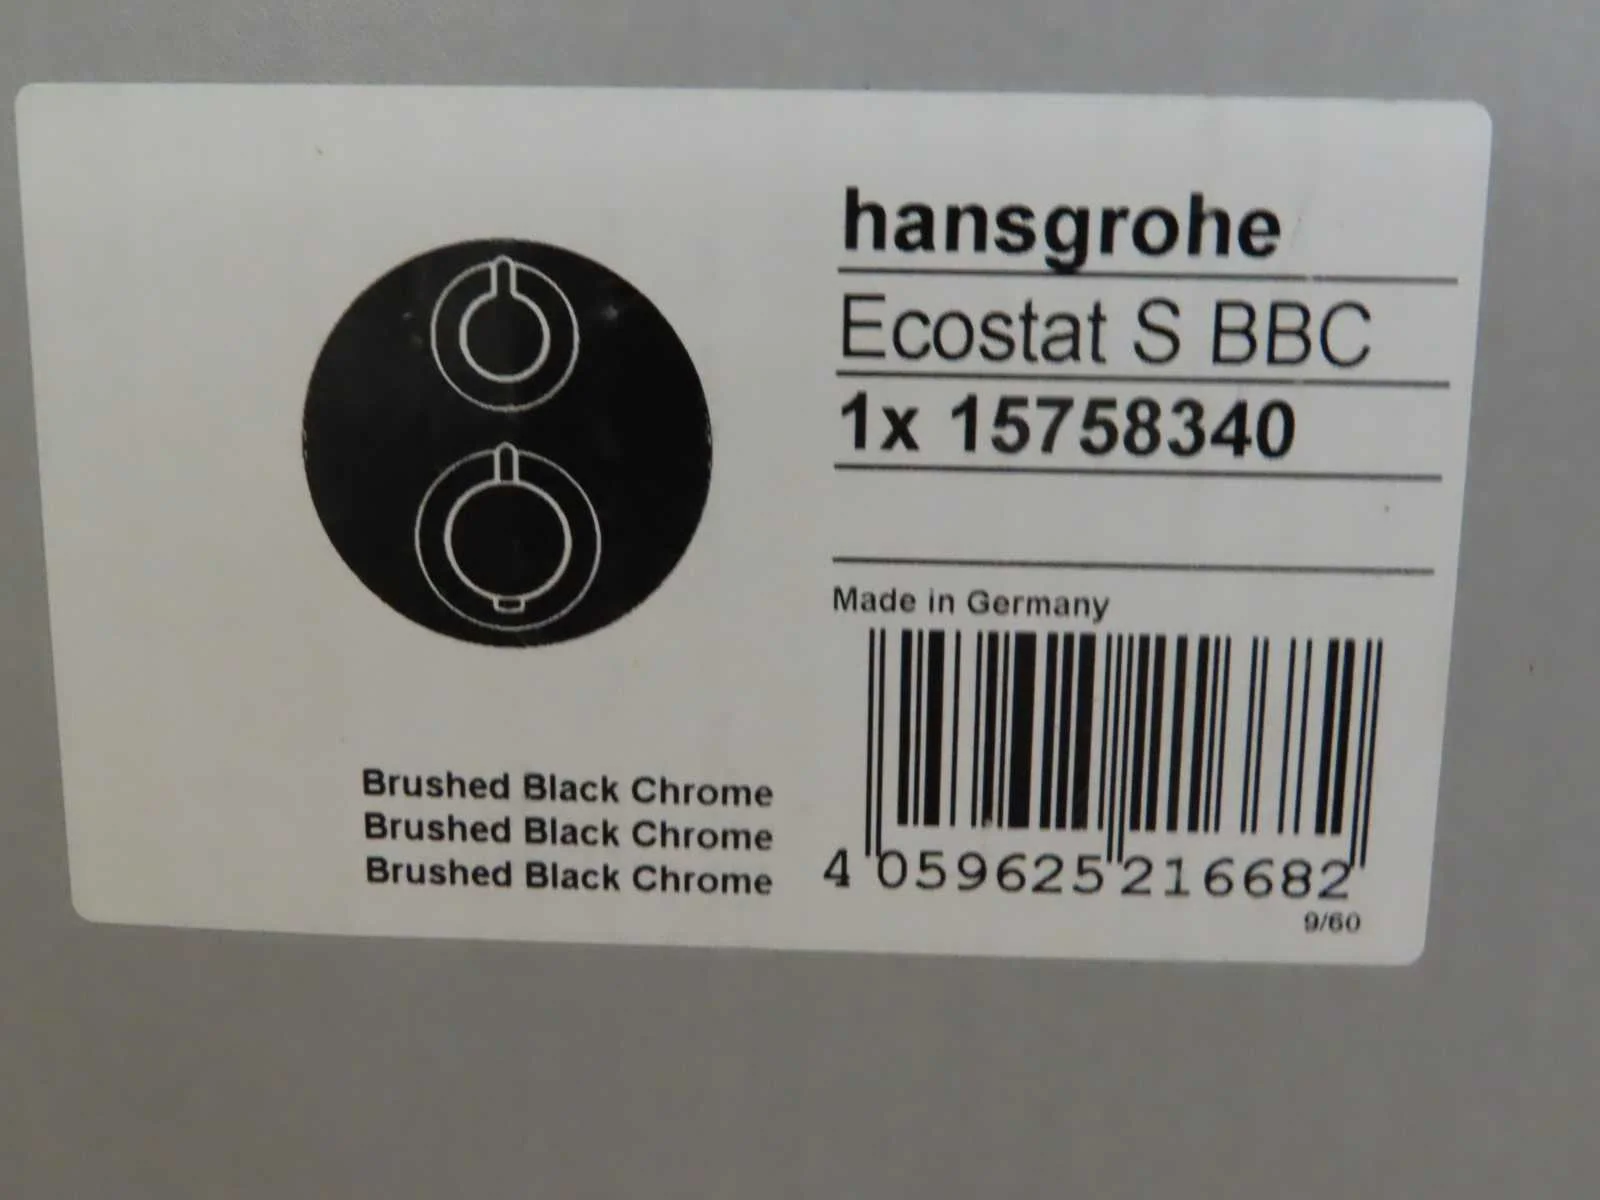 hansgrohe
Ecostat S BBC
1x 15758340
Made in Germany
Brushed Black Chrome
Brushed Black Chrome
Brushed Black Chrome
4 059625 216682
9/60